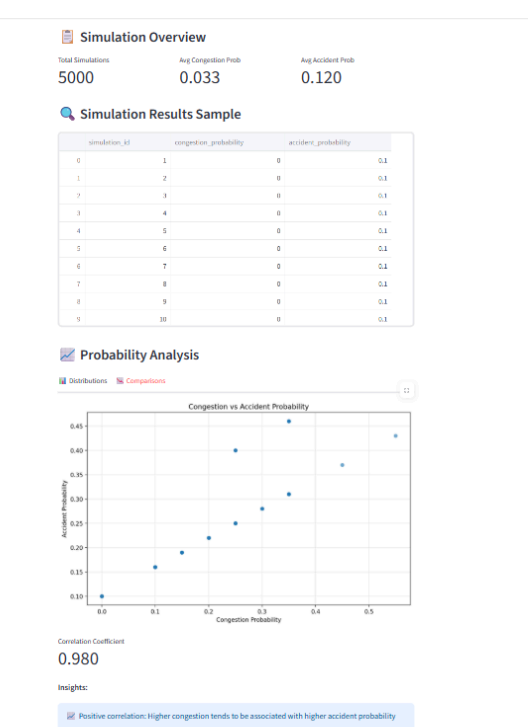 Simulation Overview
Total Simulations Avg Congestion Prob Avg Accident Prob
5000 0.033 0.120
Simulation Results Sample
simulation_id congestion_probability accident_probability
0 1 0 0.1
1 2 0 0.1
2 3 0 0.1
3 4 0 0.1
4 5 0 0.1
5 6 0 0.1
6 7 0 0.1
7 8 0 0.1
8 9 0 0.1
9 10 0 0.1
Probability Analysis
Distributions Comparisons
Congestion vs Accident Probability
0.45
0.40
0.35
0.30
0.25
0.20
0.15
0.10
Accident Probability
0.0 0.1 0.2 0.3 0.4 0.5
Congestion Probability
Correlation Coefficient
0.980
Insights:
Positive correlation: Higher congestion tends to be associated with higher accident probability